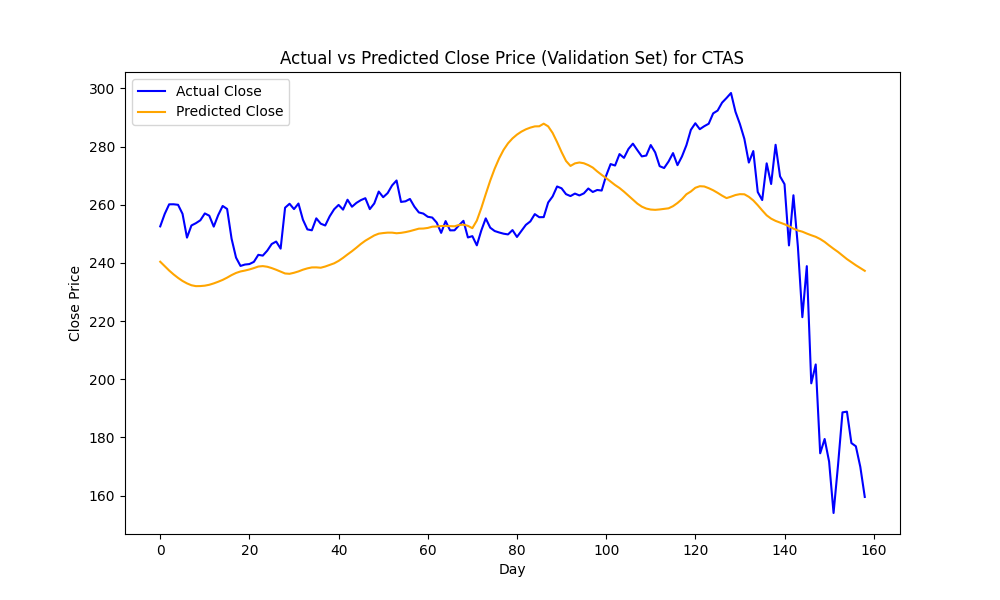 Actual vs Predicted Close Price (Validation Set) for CTAS
Actual Close
Predicted Close
Close Price
300
280
260
240
220
200
180
160
0 20 40 60 80 100 120 140 160
Day